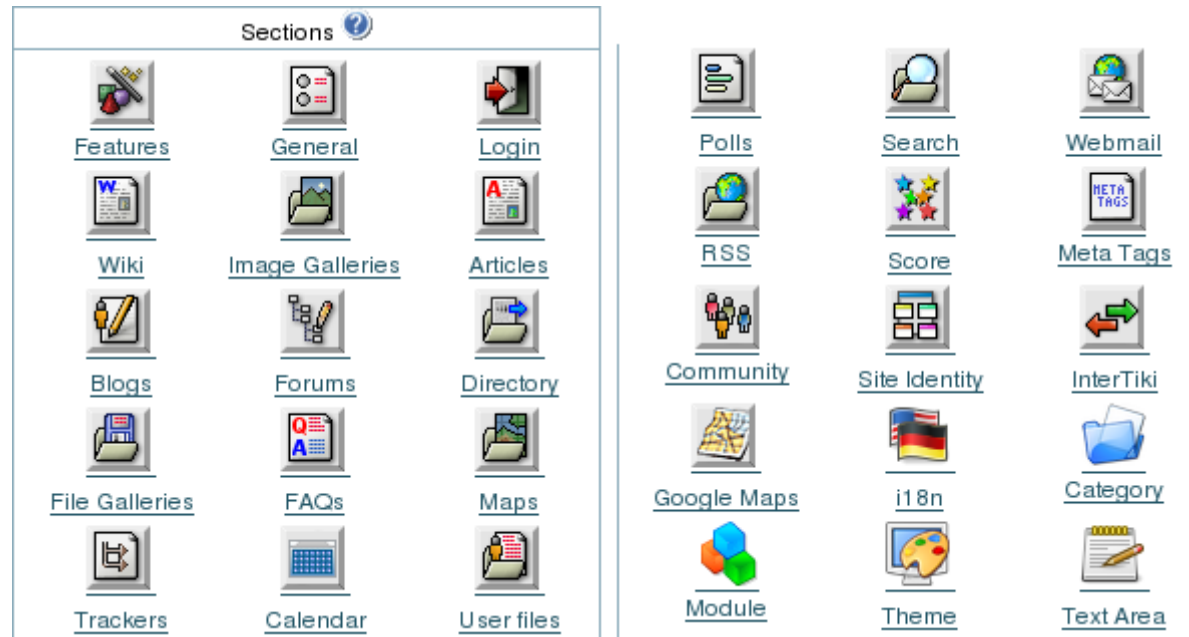 Sections ?
Features General Login
W
A
Wiki Image Galleries Articles
Blogs Forums Directory
Q
A
File Galleries FAQs Maps
Trackers Calendar User files
Polls Search Webmail
META
TAGS
RSS Score Meta Tags
Community Site Identity InterTiki
Google Maps i18n Category
Module Theme Text Area